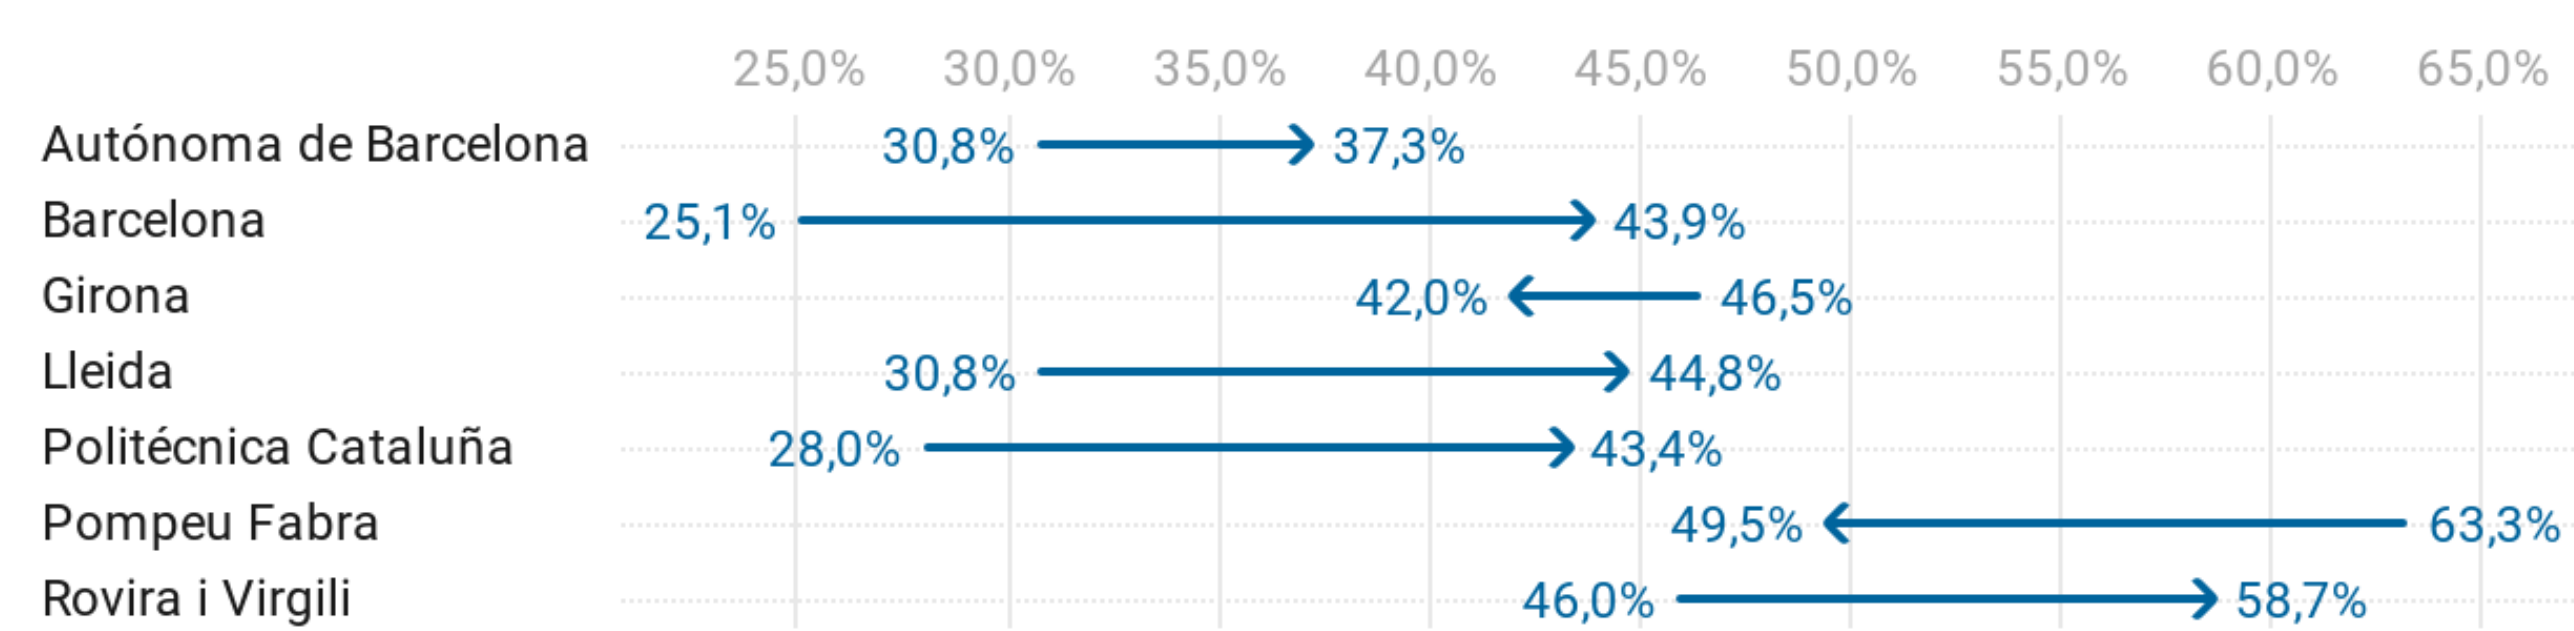 25,0% 30,0% 35,0% 40,0% 45,0% 50,0% 55,0% 60,0% 65,0%
Autónoma de Barcelona 30,8% 37,3%
Barcelona 25,1% 43,9%
Girona 42,0% 46,5%
Lleida 30,8% 44,8%
Politécnica Cataluña 28,0% 43,4%
Pompeu Fabra 49,5% 63,3%
Rovira i Virgili 46,0% 58,7%